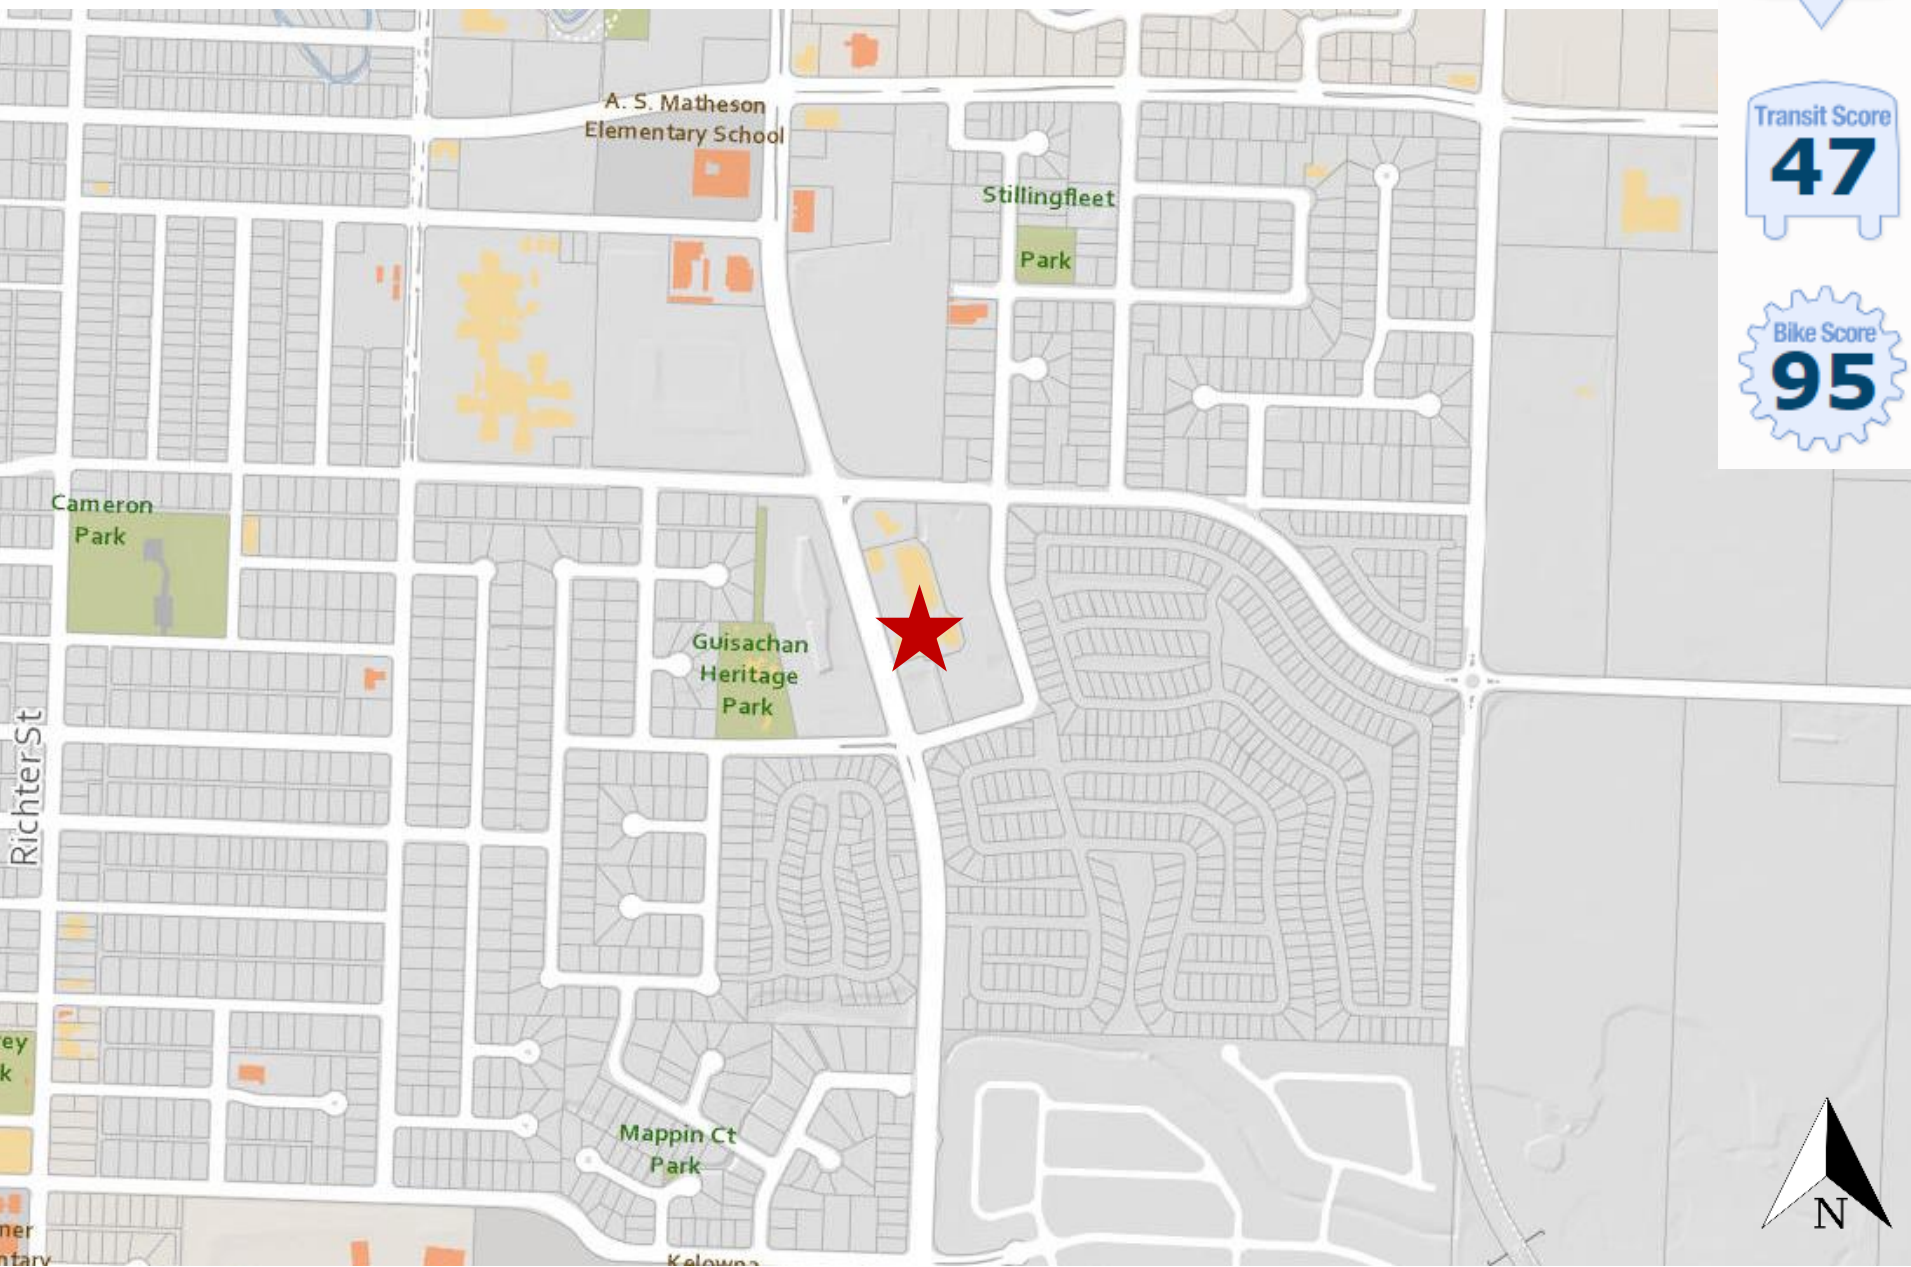 A. S. Matheson
Elementary School
Transit Score
47
Stillingfleet
Park
Bike Score
95
Cameron
Park
Guisachan
Heritage
Park
Richter St
Mappin Ct
Park
N
Kelowna